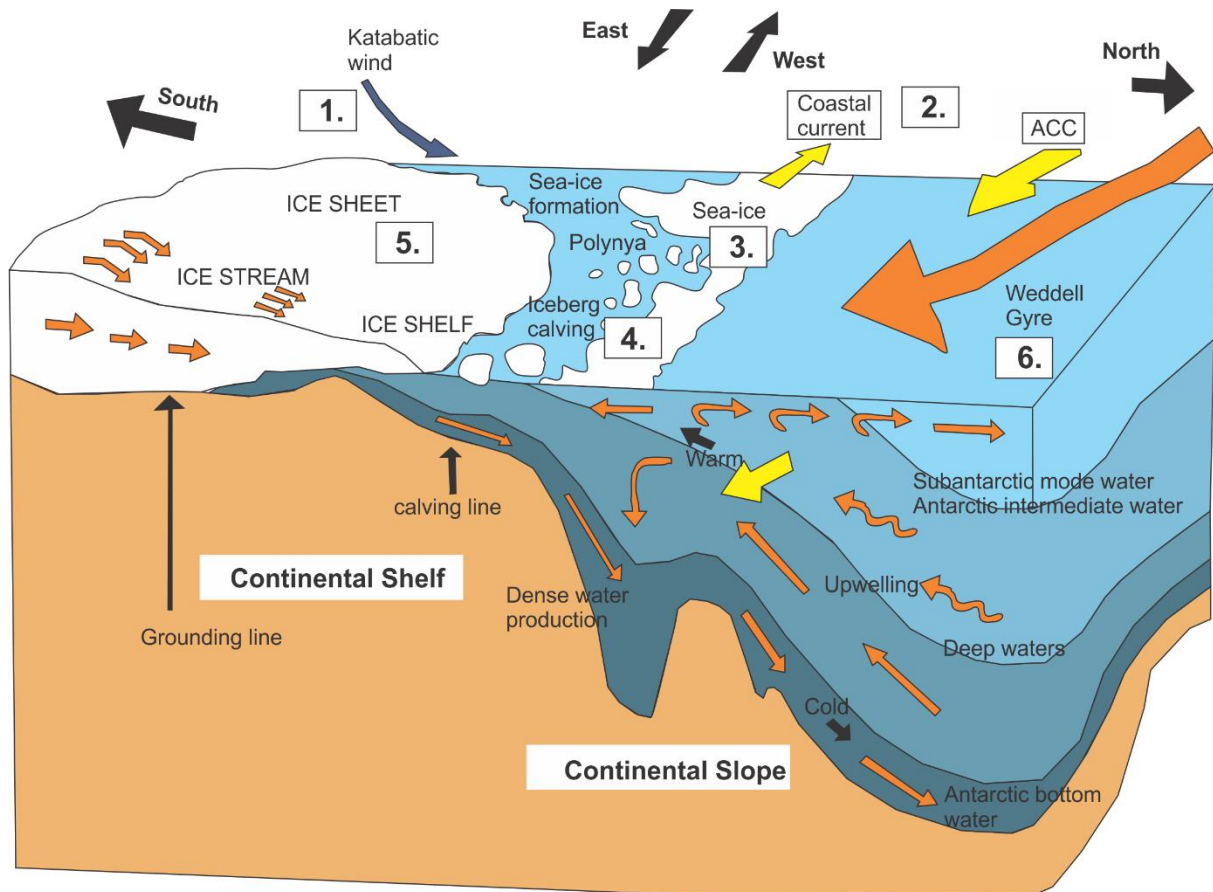 East
West
North
South
Katabatic
wind
1.
Coastal
current
2.
ACC
Sea-ice
formation
Sea-ice
3.
Polynya
ICE SHEET
5.
ICE STREAM
Iceberg
calving
4.
ICE SHELF
Weddell
Gyre
6.
Warm
Subantarctic mode water
Antarctic intermediate water
calving line
Continental Shelf
Upwelling
Dense water
production
Grounding line
Deep waters
Cold
Continental Slope
Antarctic bottom
water